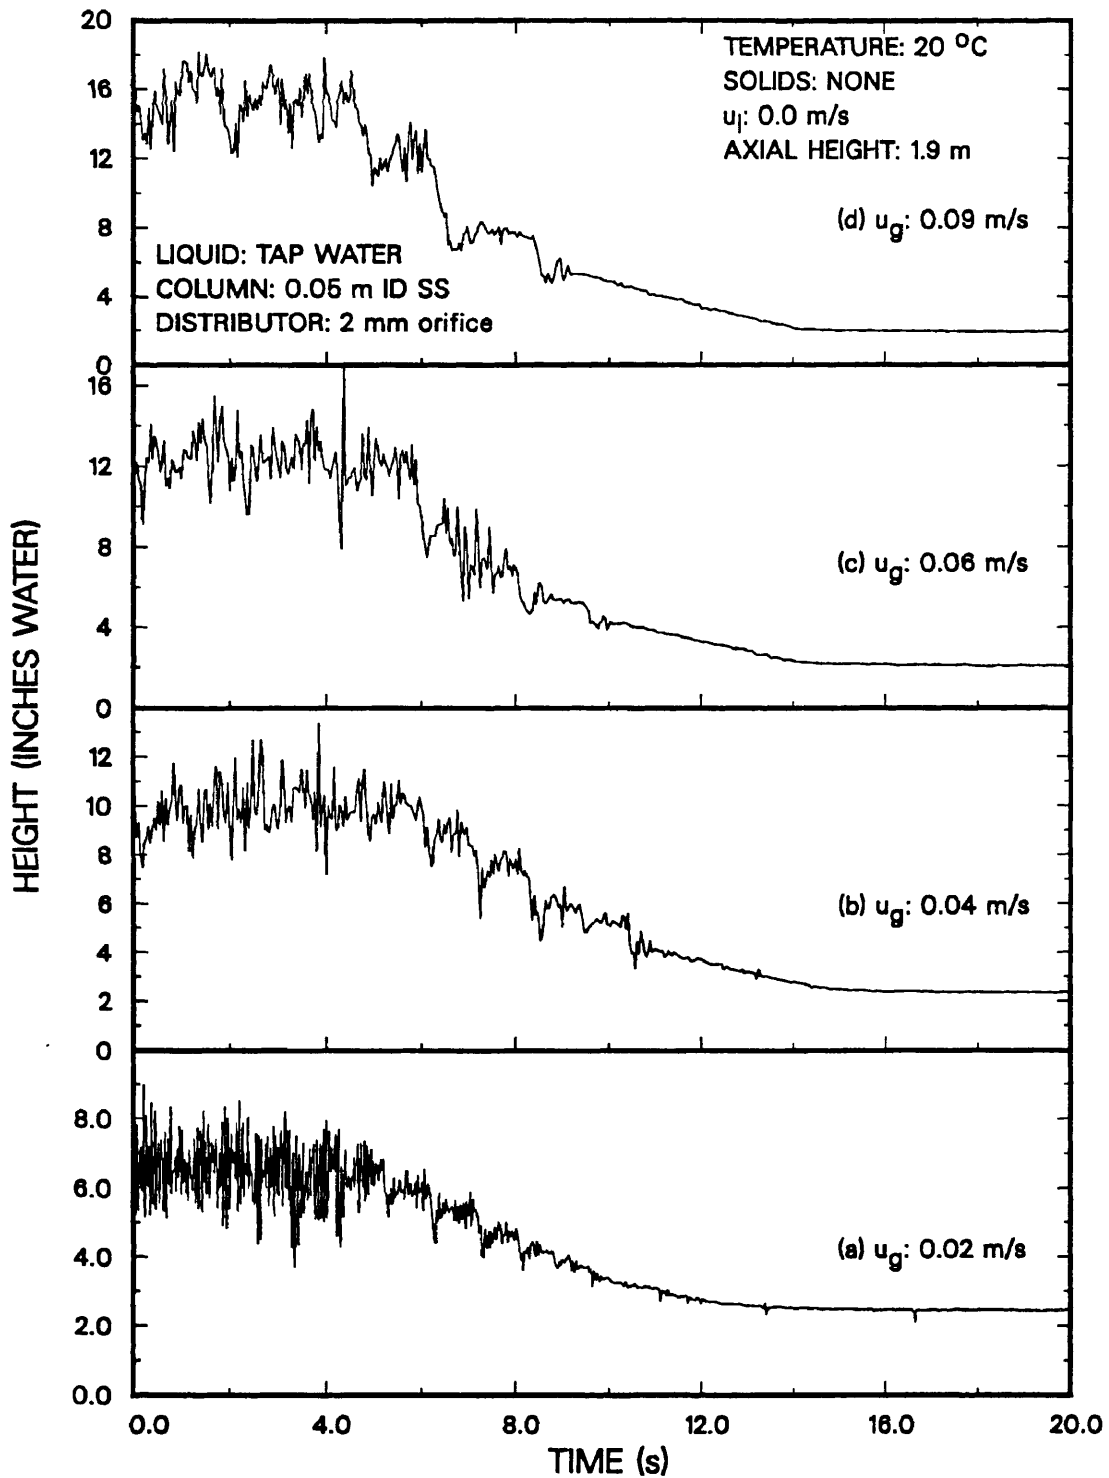 HEIGHT (INCHES WATER)
20
16
12
8
4
0
TEMPERATURE: 20 °C
SOLIDS: NONE
u_l: 0.0 m/s
AXIAL HEIGHT: 1.9 m
(d) u_g: 0.09 m/s
LIQUID: TAP WATER
COLUMN: 0.05 m ID SS
DISTRIBUTOR: 2 mm orifice
16
12
8
4
0
(c) u_g: 0.06 m/s
12
10
8
6
4
2
0
(b) u_g: 0.04 m/s
8.0
6.0
4.0
2.0
0.0
(a) u_g: 0.02 m/s
0.0 4.0 8.0 12.0 16.0 20.0
TIME (s)